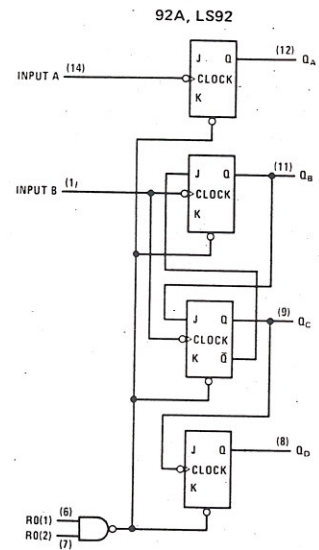 92A, LS92
J Q (12) QA
INPUT A (14) CLOCK
K
J Q (11) QB
INPUT B (1, CLOCK
K
J Q (9) QC
CLOCK
K Q̄
J Q (8) QD
CLOCK
K
R0(1) (6)
R0(2) (7)